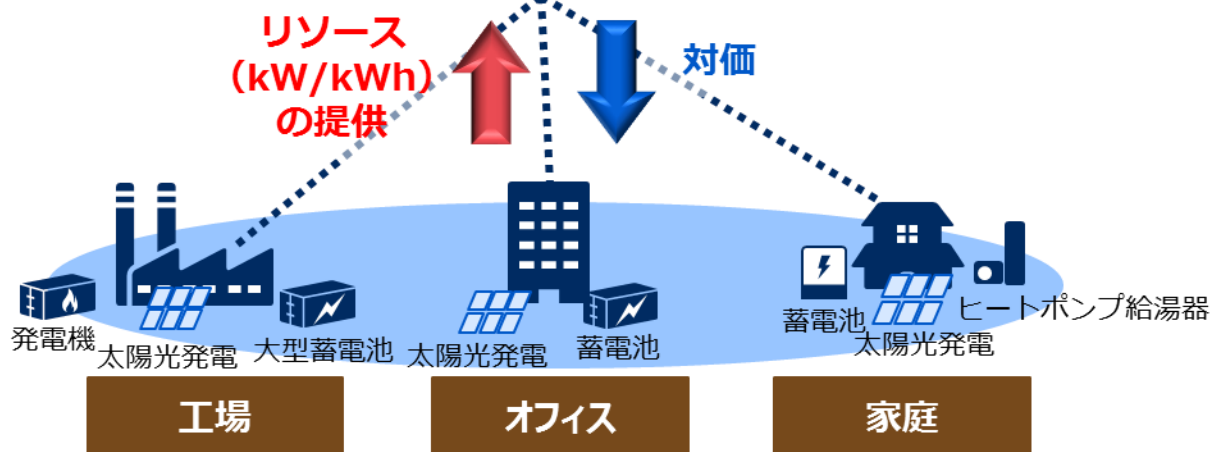 リソース
（kW/kWh）
の提供
対価
発電機
太陽光発電
大型蓄電池
太陽光発電
蓄電池
蓄電池
太陽光発電
ヒートポンプ給湯器
工場
オフィス
家庭